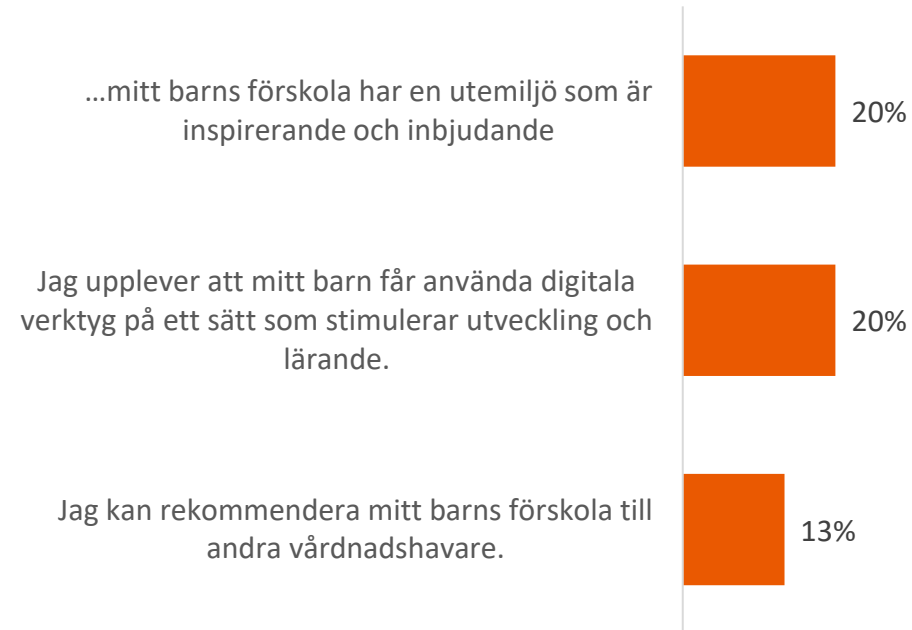 …mitt barns förskola har en utemiljö som är
inspirerande och inbjudande
20%
Jag upplever att mitt barn får använda digitala
verktyg på ett sätt som stimulerar utveckling och
lärande.
20%
Jag kan rekommendera mitt barns förskola till
andra vårdnadshavare.
13%